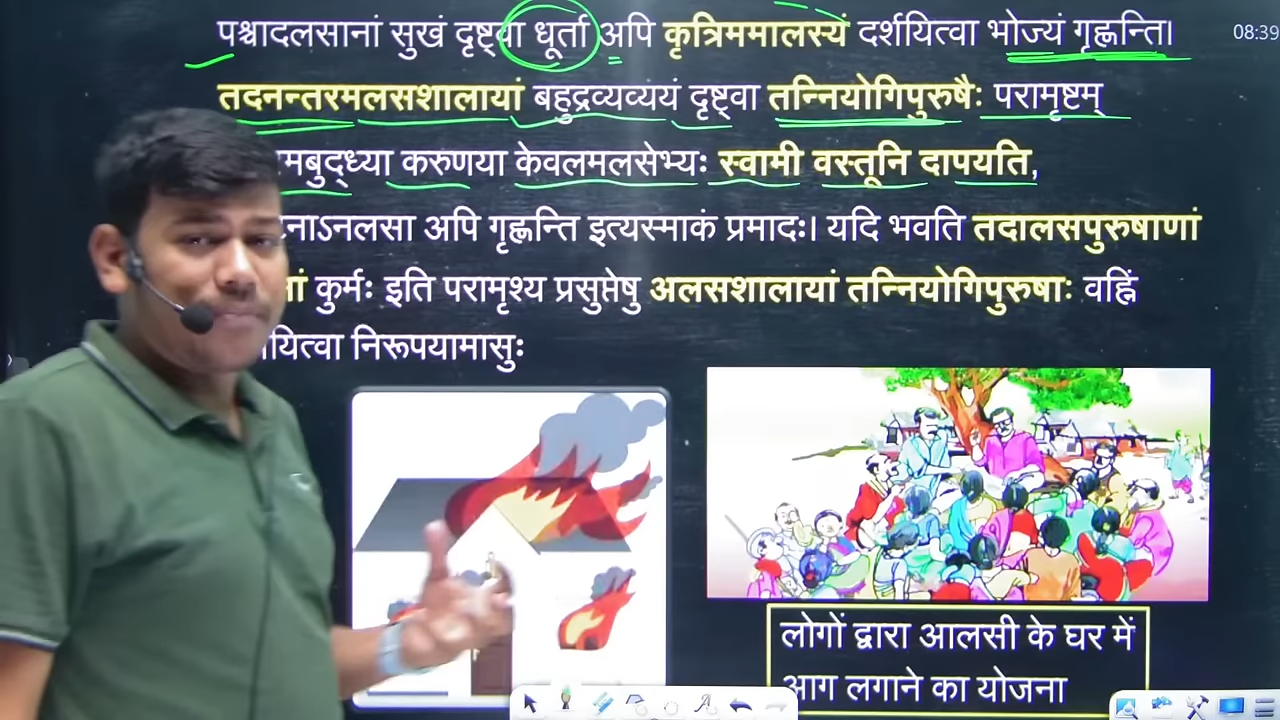 पश्चादलसानां सुखं दृष्ट्वा धूर्ता अपि कृत्रिममालस्यं दर्शयित्वा भोज्यं गृह्णन्ति।
08:39
तदनन्तरमलसशालायां बहुद्रव्यव्ययं दृष्ट्वा तन्नियोगिपुरुषैः परामृष्टम्
करुणया केवलमलसेभ्यः स्वामी वस्तूनि दापयति,
अपि गृह्णन्ति इत्यस्माकं प्रमादः। यदि भवति तदालसपुरुषाणां
कुर्मः इति परामृश्य प्रसुप्तेषु अलसशालायां तन्नियोगिपुरुषाः वह्निं
निरूपयामासुः
लोगों द्वारा आलसी के घर में
आग लगाने का योजना